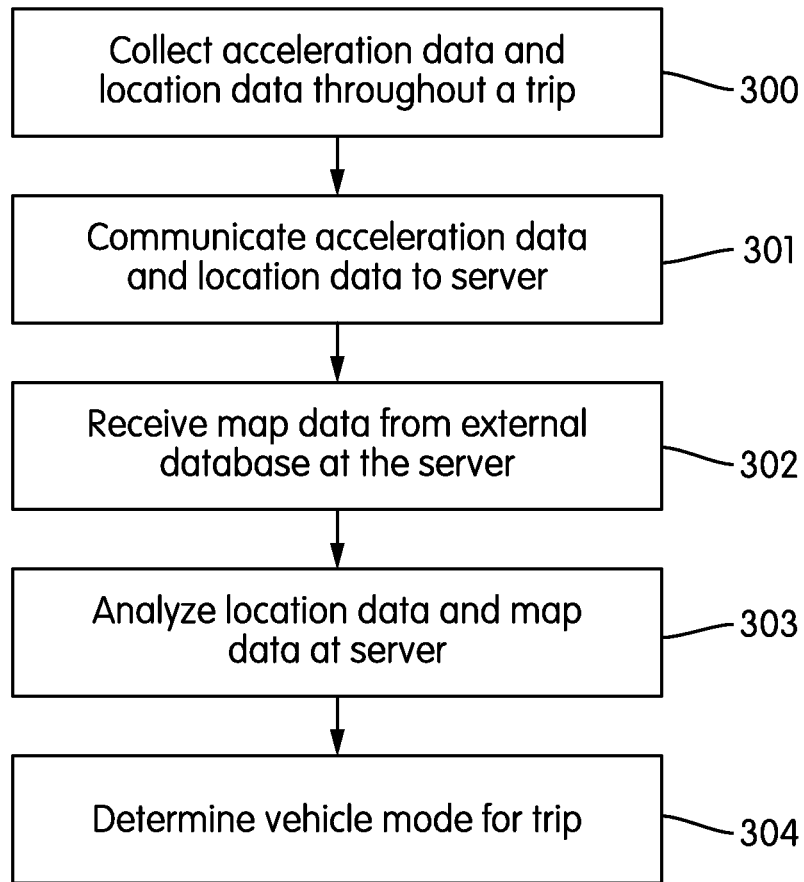 Collect acceleration data and
location data throughout a trip
300
Communicate acceleration data
and location data to server
301
Receive map data from external
database at the server
302
Analyze location data and map
data at server
303
Determine vehicle mode for trip
304